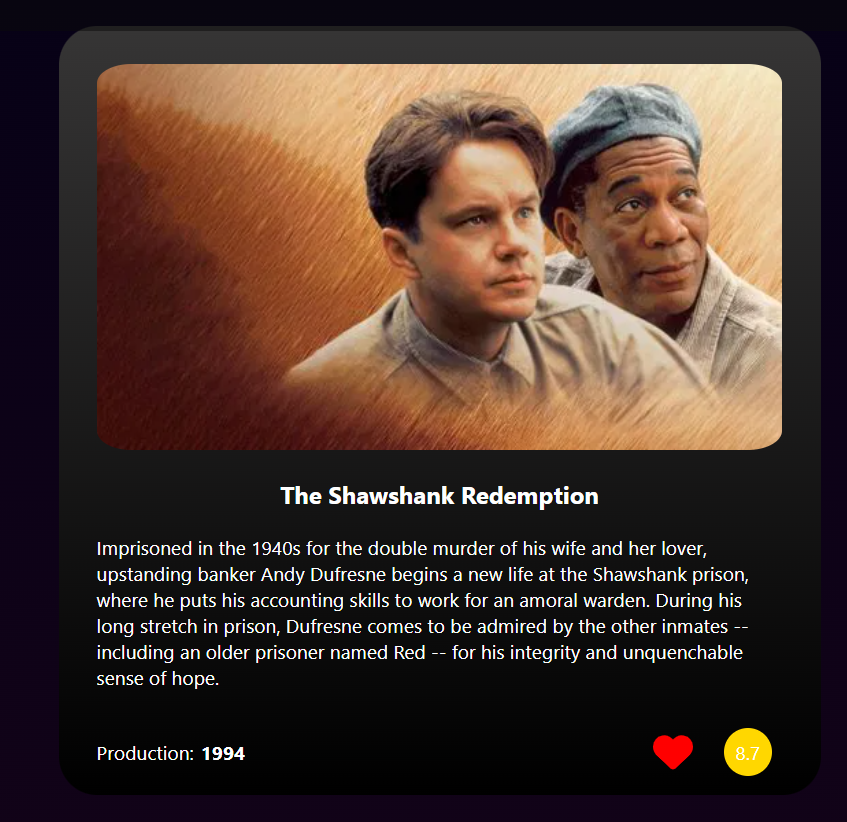 The Shawshank Redemption
Imprisoned in the 1940s for the double murder of his wife and her lover,
upstanding banker Andy Dufresne begins a new life at the Shawshank prison,
where he puts his accounting skills to work for an amoral warden. During his
long stretch in prison, Dufresne comes to be admired by the other inmates --
including an older prisoner named Red -- for his integrity and unquenchable
sense of hope.
Production: 1994 8.7